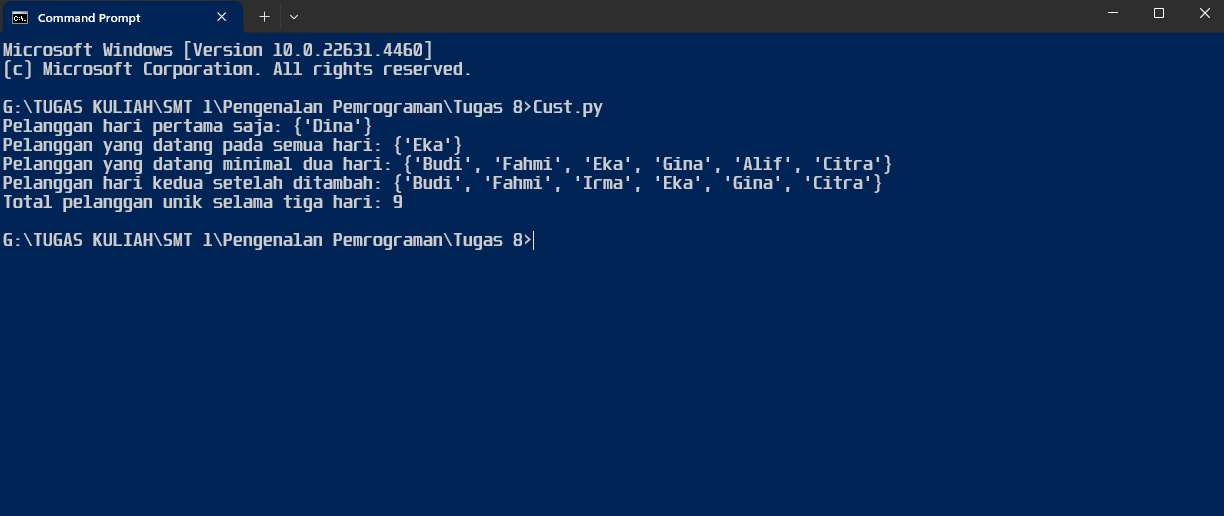 Command Prompt
Microsoft Windows [Version 10.0.22631.4460]
(c) Microsoft Corporation. All rights reserved.
G:\TUGAS KULIAH\SMT 1\Pengenalan Pemrograman\Tugas 8>Cust.py
Pelanggan hari pertama saja: {'Dina'}
Pelanggan yang datang pada semua hari: {'Eka'}
Pelanggan yang datang minimal dua hari: {'Budi', 'Fahmi', 'Eka', 'Gina', 'Alif', 'Citra'}
Pelanggan hari kedua setelah ditambah: {'Budi', 'Fahmi', 'Irma', 'Eka', 'Gina', 'Citra'}
Total pelanggan unik selama tiga hari: 9
G:\TUGAS KULIAH\SMT 1\Pengenalan Pemrograman\Tugas 8>